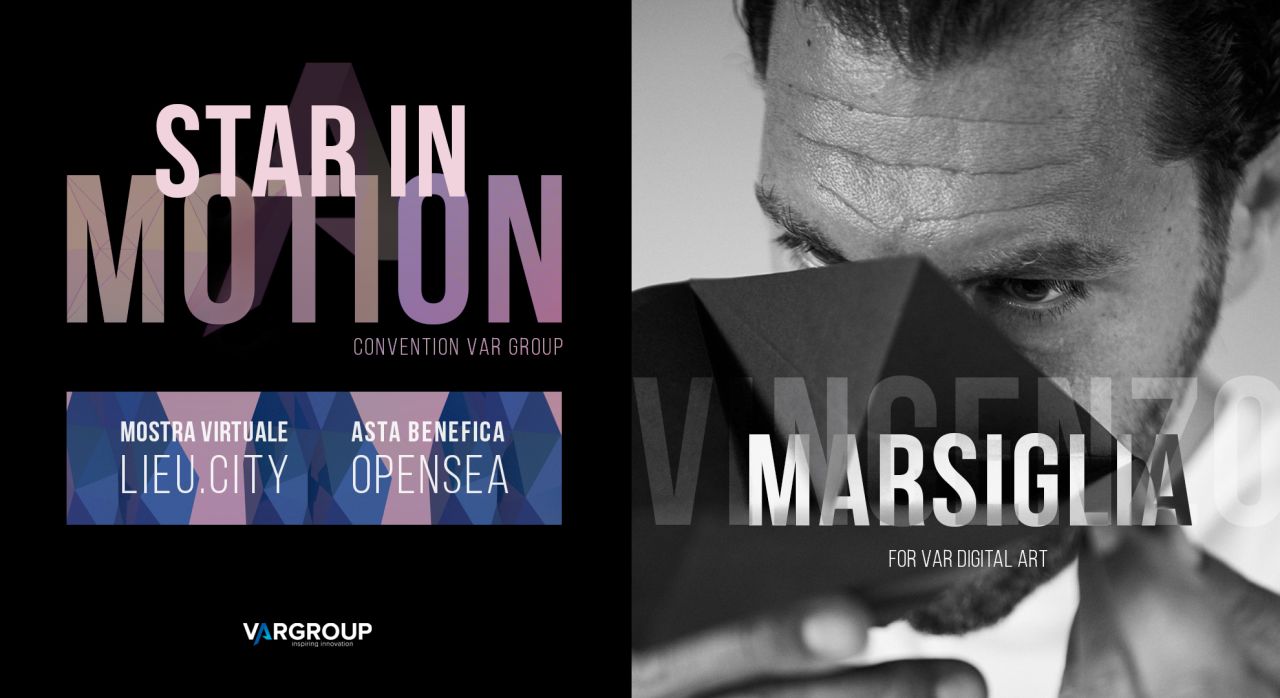 STAR IN
MOTION
CONVENTION VAR GROUP
MOSTRA VIRTUALE
LIEU.CITY
ASTA BENEFICA
OPENSEA
VARGROUP
inspiring innovation
VINCENZO
MARSIGLIA
FOR VAR DIGITAL ART